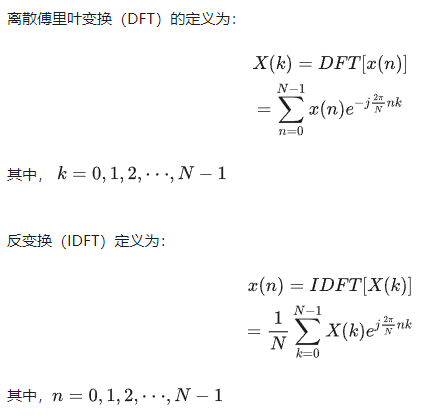 离散傅里叶变换（DFT）的定义为：
X(k) = DFT[x(n)]
= \sum_{n=0}^{N-1} x(n)e^{-j\frac{2\pi}{N}nk}
其中， k = 0, 1, 2, ···, N − 1
反变换（IDFT）定义为：
x(n) = IDFT[X(k)]
= \frac{1}{N} \sum_{k=0}^{N-1} X(k)e^{j\frac{2\pi}{N}nk}
其中，n = 0, 1, 2, ···, N − 1